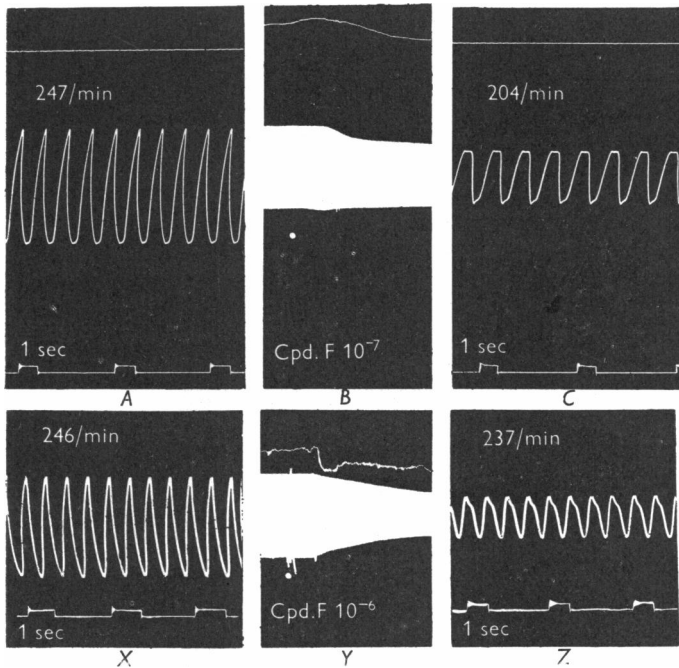 247/min
204/min
1 sec
Cpd. F 10⁻⁷
1 sec
A
B
C
246/min
237/min
1 sec
Cpd.F 10⁻⁶
1 sec
X
Y
Z